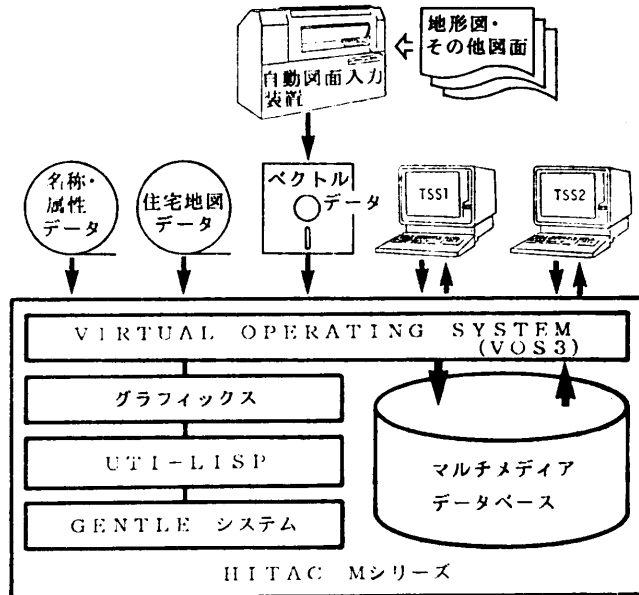 地形図・
その他図面
自動図面入力
装置
名称・
属性
データ
住宅地図
データ
ベクトル
データ
TSS1
TSS2
VIRTUAL OPERATING SYSTEM
(VOS3)
グラフィックス
UTI-LISP
GENTLE システム
マルチメディア
データベース
HITAC Mシリーズ